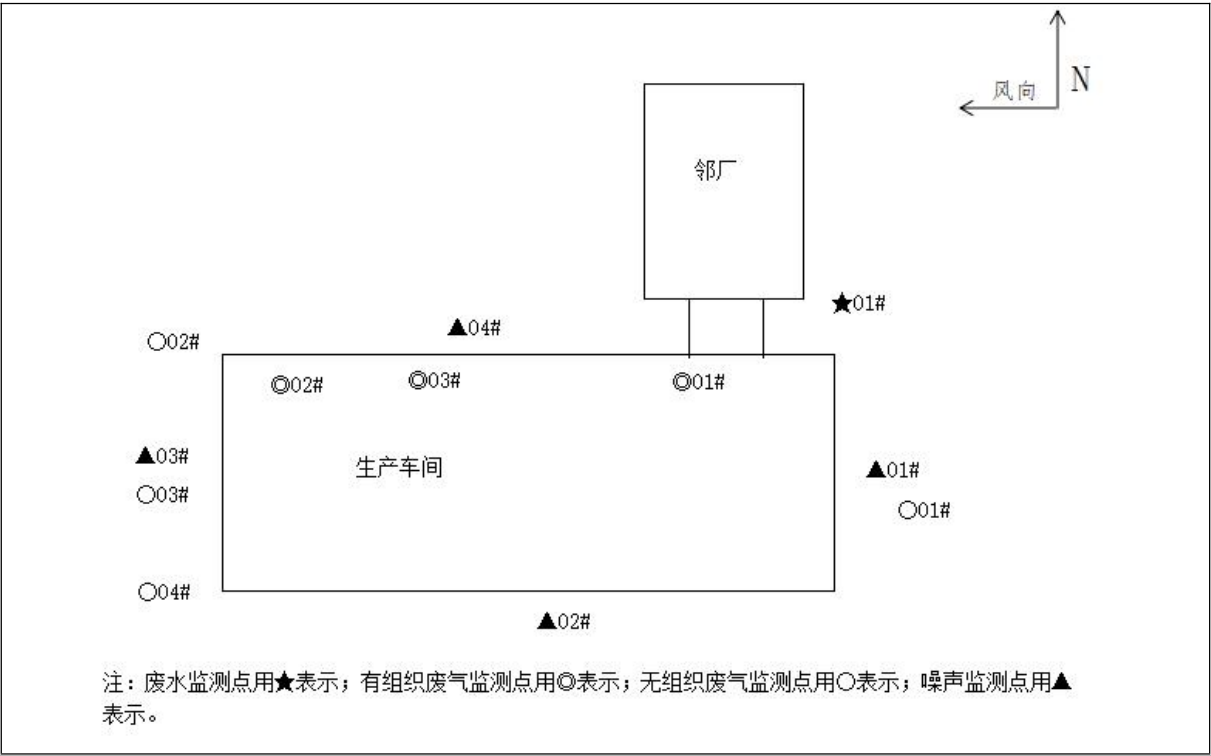 N
风向
邻厂
★01#
▲04#
○02#
◎02#
◎03#
◎01#
▲03#
生产车间
▲01#
○03#
○01#
○04#
▲02#
注：废水监测点用★表示；有组织废气监测点用◎表示；无组织废气监测点用○表示；噪声监测点用▲
表示。